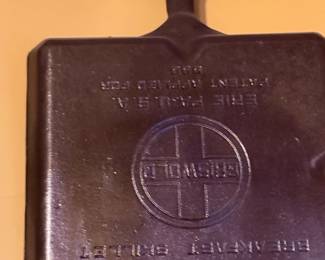 BREAKFAST SKILLET
GRISWOLD
ERIE PA., U.S.A.
PATENT APPLIED FOR